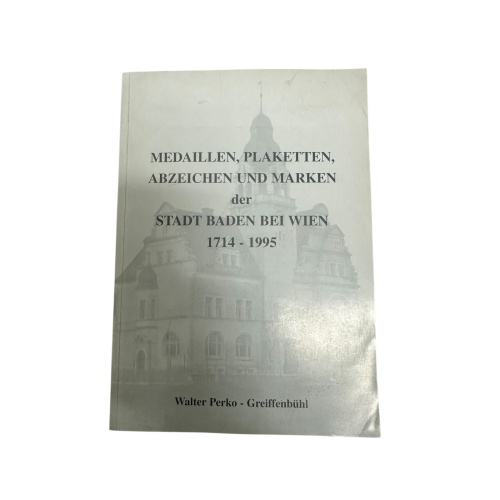 MEDAILLEN, PLAKETTEN,
ABZEICHEN UND MARKEN
der
STADT BADEN BEI WIEN
1714 - 1995
Walter Perko - Greiffenbühl